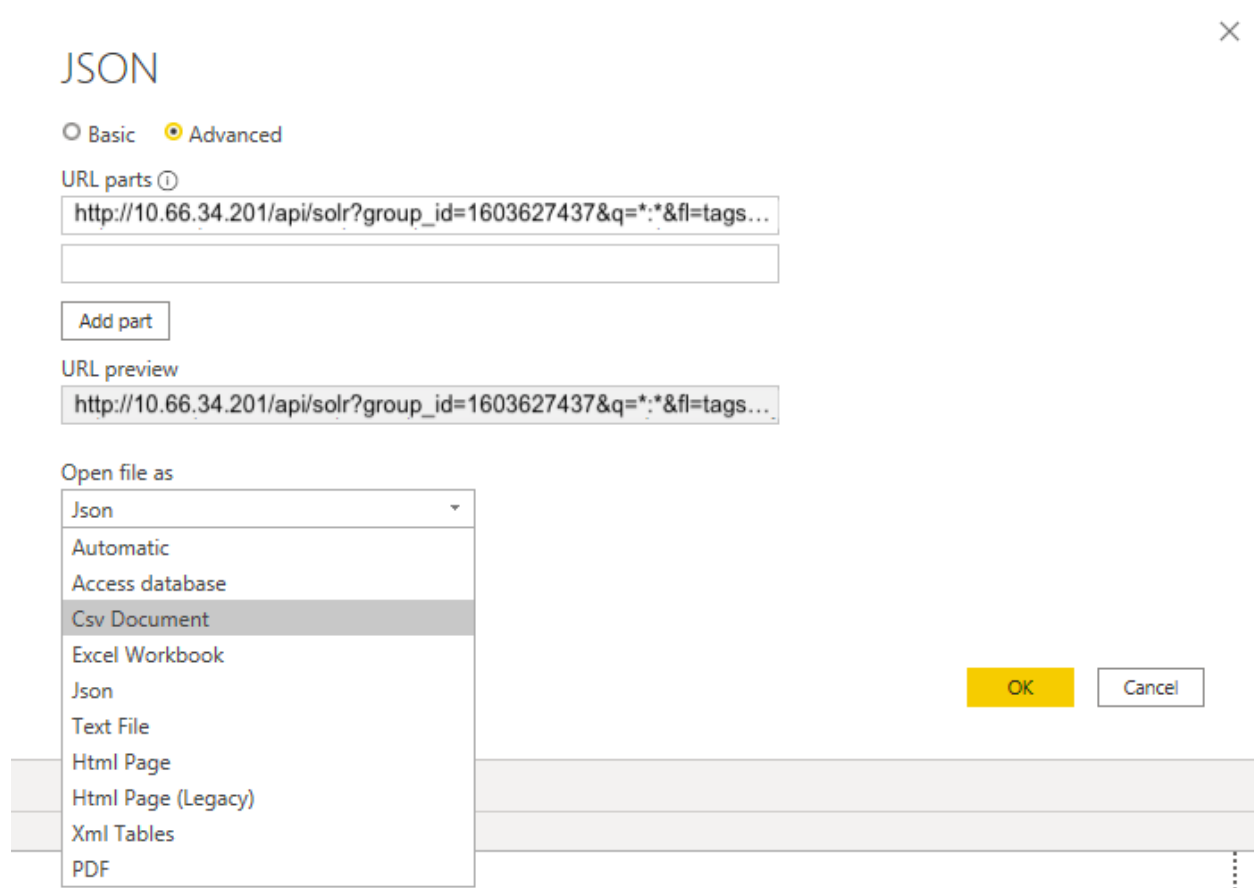 JSON
Basic Advanced
URL parts
http://10.66.34.201/api/solr?group_id=1603627437&q=*:*&fl=tags...
Add part
URL preview
http://10.66.34.201/api/solr?group_id=1603627437&q=*:*&fl=tags...
Open file as
Json
Automatic
Access database
Csv Document
Excel Workbook
Json
Text File
Html Page
Html Page (Legacy)
Xml Tables
PDF
OK Cancel